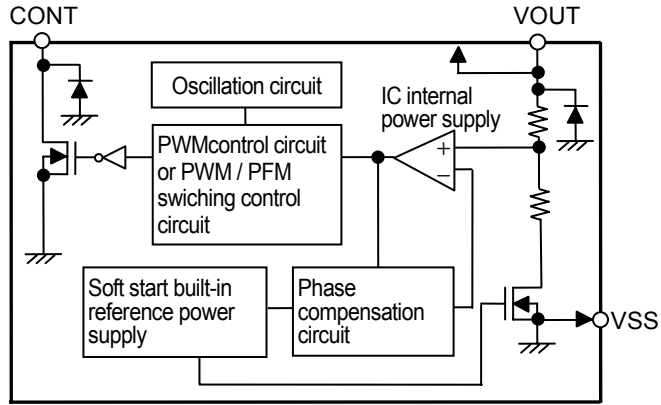 CONT
VOUT
Oscillation circuit
IC internal
power supply
PWMcontrol circuit
or PWM / PFM
swiching control
circuit
+
−
Soft start built-in
reference power
supply
Phase
compensation
circuit
VSS